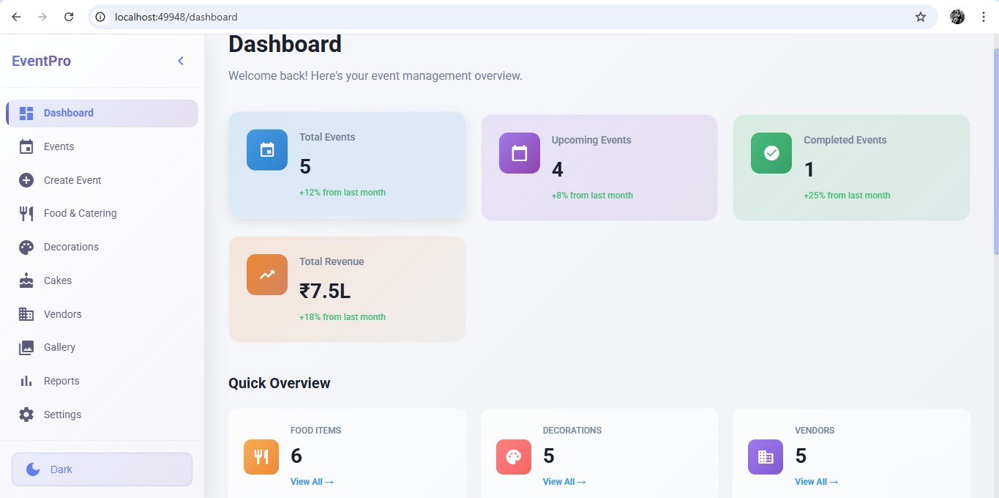 localhost:49948/dashboard
EventPro
Dashboard
Events
Create Event
Food & Catering
Decorations
Cakes
Vendors
Gallery
Reports
Settings
Dark
Dashboard
Welcome back! Here's your event management overview.
Total Events
5
+12% from last month
Upcoming Events
4
+8% from last month
Completed Events
1
+25% from last month
Total Revenue
₹7.5L
+18% from last month
Quick Overview
FOOD ITEMS
6
View All →
DECORATIONS
5
View All →
VENDORS
5
View All →